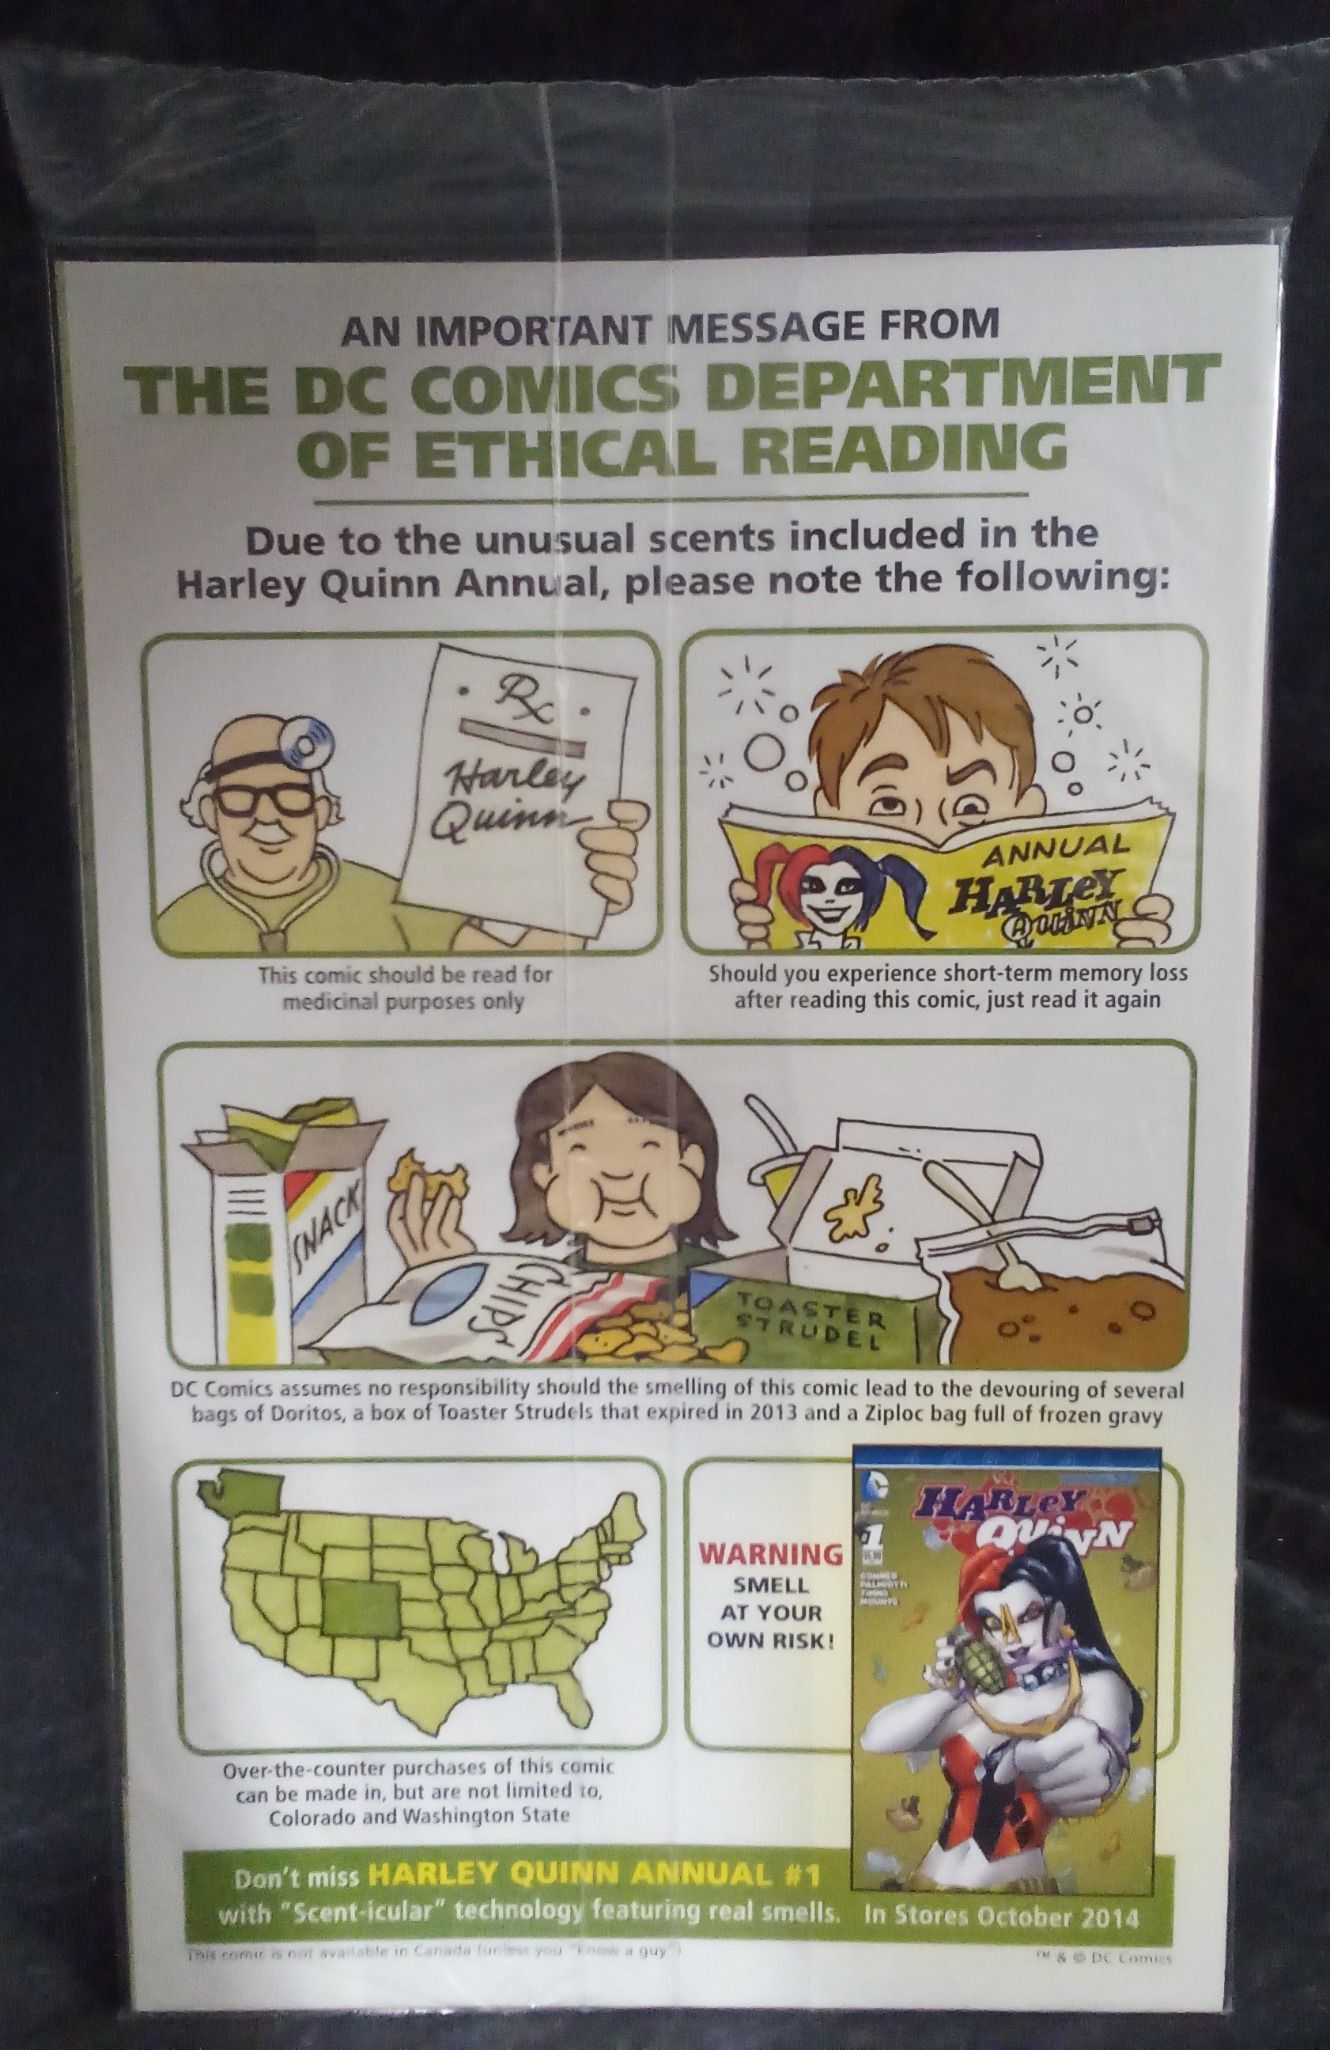 AN IMPORTANT MESSAGE FROM
THE DC COMICS DEPARTMENT
OF ETHICAL READING
Due to the unusual scents included in the
Harley Quinn Annual, please note the following:
Rx
Harley
Quinn
ANNUAL
HARLEY
QUINN
This comic should be read for
medicinal purposes only
Should you experience short-term memory loss
after reading this comic, just read it again
SNACK
CHIPS
TOASTER
STRUDEL
DC Comics assumes no responsibility should the smelling of this comic lead to the devouring of several
bags of Doritos, a box of Toaster Strudels that expired in 2013 and a Ziploc bag full of frozen gravy
WARNING
SMELL
AT YOUR
OWN RISK!
HARLEY
QUINN
#1
CONNER
PALMIOTTI
TIMMS
MOUNTS
Over-the-counter purchases of this comic
can be made in, but are not limited to,
Colorado and Washington State
Don't miss HARLEY QUINN ANNUAL #1
with "Scent-icular" technology featuring real smells. In Stores October 2014
This comic is not available in Canada (unless you "know a guy")
™ & © DC Comics